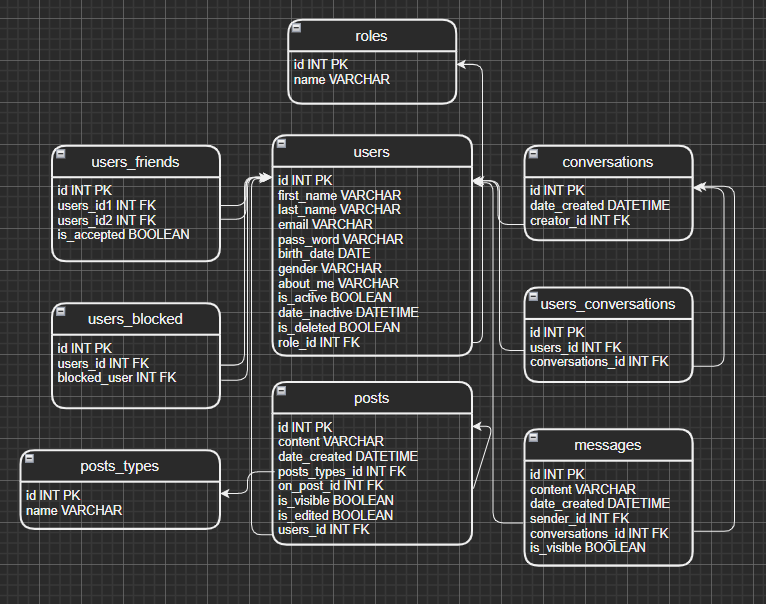 roles
id INT PK
name VARCHAR
users_friends
id INT PK
users_id1 INT FK
users_id2 INT FK
is_accepted BOOLEAN
users
id INT PK
first_name VARCHAR
last_name VARCHAR
email VARCHAR
pass_word VARCHAR
birth_date DATE
gender VARCHAR
about_me VARCHAR
is_active BOOLEAN
date_inactive DATETIME
is_deleted BOOLEAN
role_id INT FK
conversations
id INT PK
date_created DATETIME
creator_id INT FK
users_blocked
id INT PK
users_id INT FK
blocked_user INT FK
users_conversations
id INT PK
users_id INT FK
conversations_id INT FK
posts
id INT PK
content VARCHAR
date_created DATETIME
posts_types_id INT FK
on_post_id INT FK
is_visible BOOLEAN
is_edited BOOLEAN
users_id INT FK
posts_types
id INT PK
name VARCHAR
messages
id INT PK
content VARCHAR
date_created DATETIME
sender_id INT FK
conversations_id INT FK
is_visible BOOLEAN